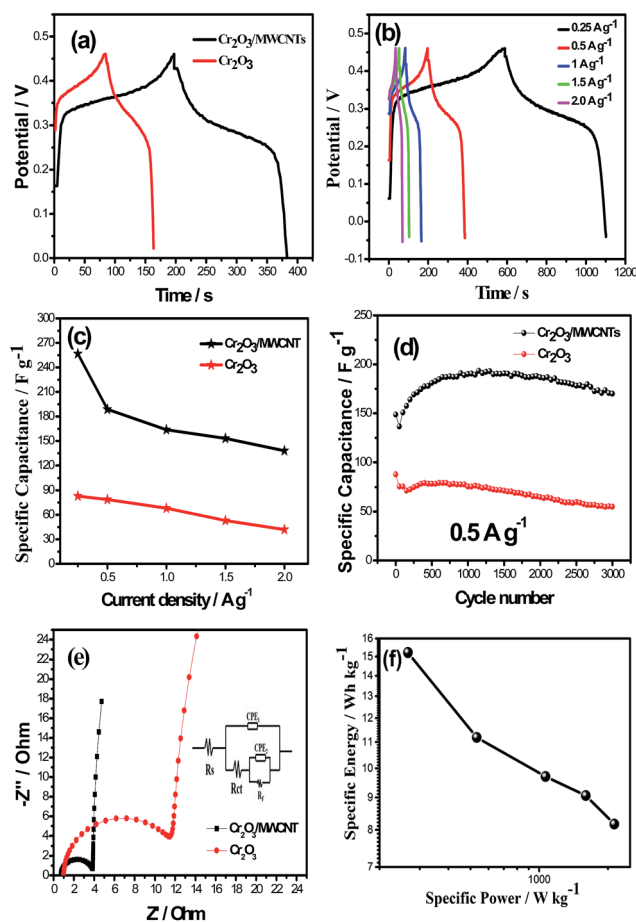 (a)
Cr₂O₃/MWCNTs
Cr₂O₃
Potential / V
0.5
0.4
0.3
0.2
0.1
0.0
0 50 100 150 200 250 300 350 400
Time / s
(b)
0.25 Ag⁻¹
0.5 Ag⁻¹
1 Ag⁻¹
1.5 Ag⁻¹
2.0 Ag⁻¹
Potential / V
0.5
0.4
0.3
0.2
0.1
0.0
-0.1
0 200 400 600 800 1000 1200
Time / s
(c)
Cr₂O₃/MWCNT
Cr₂O₃
Specific Capacitance / F g⁻¹
300
270
240
210
180
150
120
90
60
30
0
0.5 1.0 1.5 2.0
Current density / A g⁻¹
(d)
Cr₂O₃/MWCNTs
Cr₂O₃
Specific Capacitance / F g⁻¹
250
200
150
100
50
0
0.5 A g⁻¹
0 500 1000 1500 2000 2500 3000
Cycle number
(e)
-Z'' / Ohm
24
22
20
18
16
14
12
10
8
6
4
2
0
CPE₁
CPE₂
Rs
Rct
Cr₂O₃/MWCNT
Cr₂O₃
0 2 4 6 8 10 12 14 16 18 20 22 24
Z' / Ohm
(f)
Specific Energy / Wh kg⁻¹
16
15
14
13
12
11
10
9
8
7
1000
Specific Power / W kg⁻¹